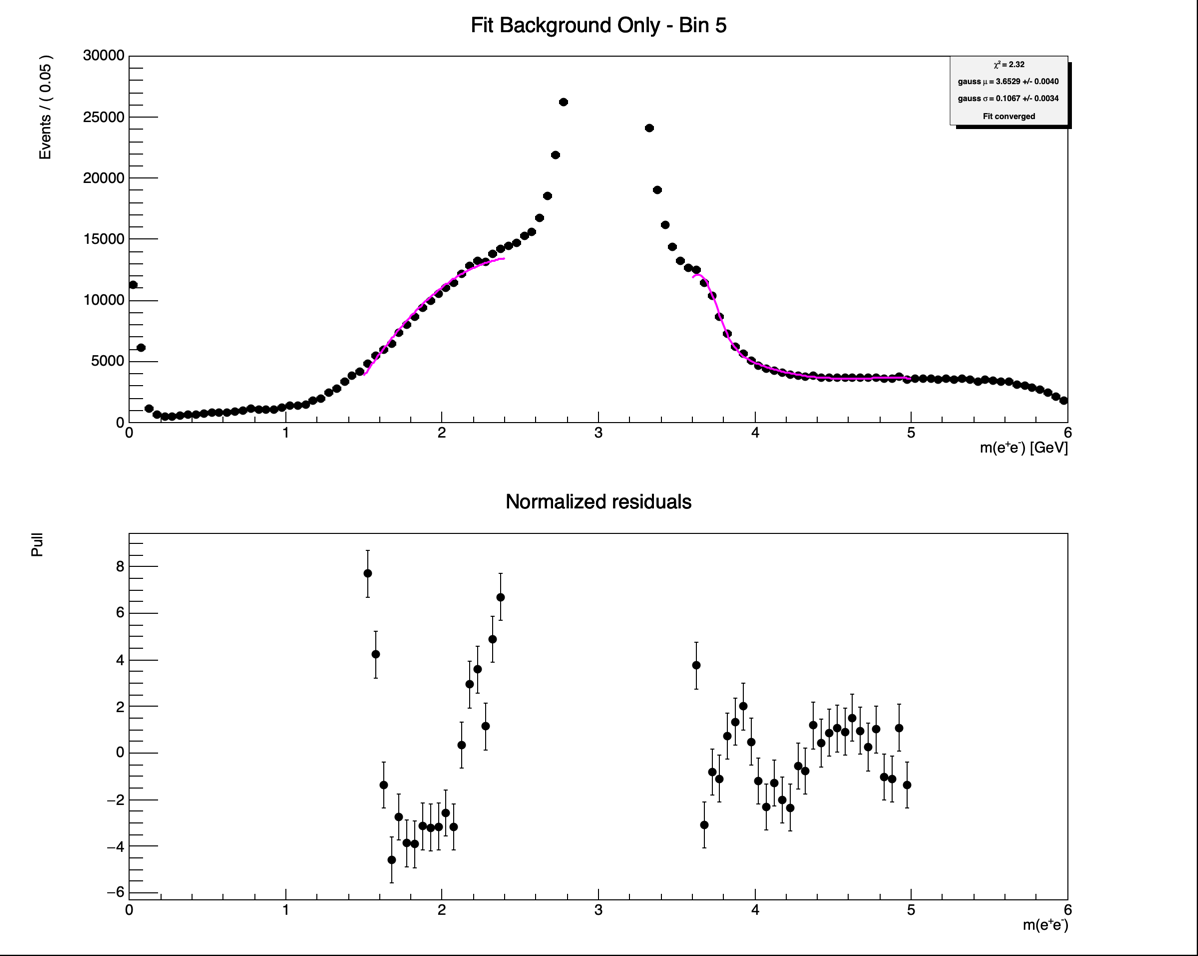 Fit Background Only - Bin 5
Events / ( 0.05 )
30000
25000
20000
15000
10000
5000
0
χ² = 2.32
gauss μ = 3.6529 +/- 0.0040
gauss σ = 0.1067 +/- 0.0034
Fit converged
0 1 2 3 4 5 6
m(e⁺e⁻) [GeV]
Normalized residuals
Pull
8
6
4
2
0
−2
−4
−6
0 1 2 3 4 5 6
m(e⁺e⁻)